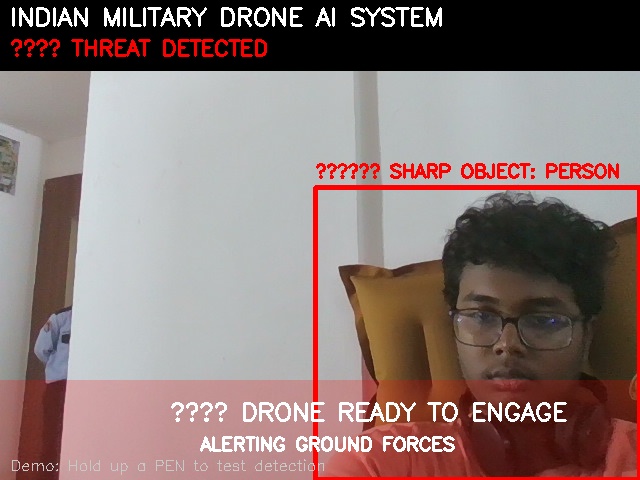 INDIAN MILITARY DRONE AI SYSTEM
???? THREAT DETECTED
?????? SHARP OBJECT: PERSON
???? DRONE READY TO ENGAGE
ALERTING GROUND FORCES
Demo: Hold up a PEN to test detection